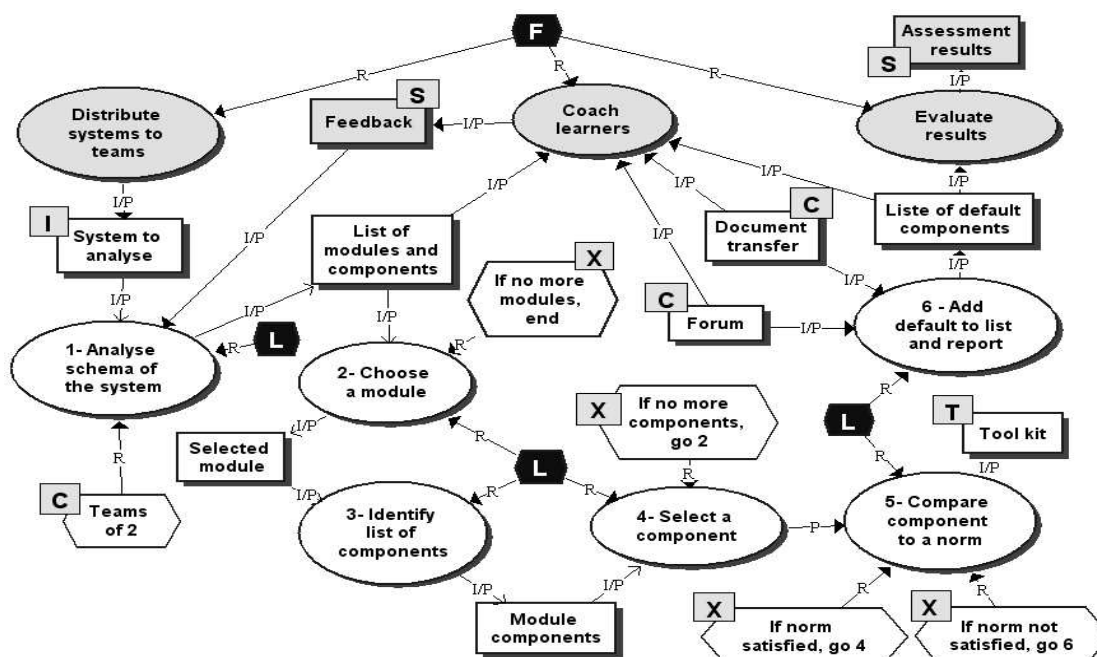 F
Assessment
results
S
R
R
R
S
I/P
Distribute
systems to
teams
Feedback
I/P
Coach
learners
Evaluate
results
I/P
I/P
I/P
I/P
I/P
I
System to
analyse
I/P
List of
modules and
components
I/P
C
Document
transfer
Liste of default
components
X
If no more
modules,
end
I/P
I/P
I/P
I/P
I/P
C
Forum
I/P
6 - Add
default to list
and report
L
R
R
1- Analyse
schema of
the system
2- Choose
a module
X
If no more
components,
go 2
R
L
T
Tool kit
I/P
Selected
module
R
R
L
R
R
R
I/P
I/P
R
C
Teams
of 2
3- Identify
list of
components
4- Select a
component
P
5- Compare
component
to a norm
I/P
I/P
R
R
Module
components
X
If norm
satisfied, go 4
X
If norm not
satisfied, go 6